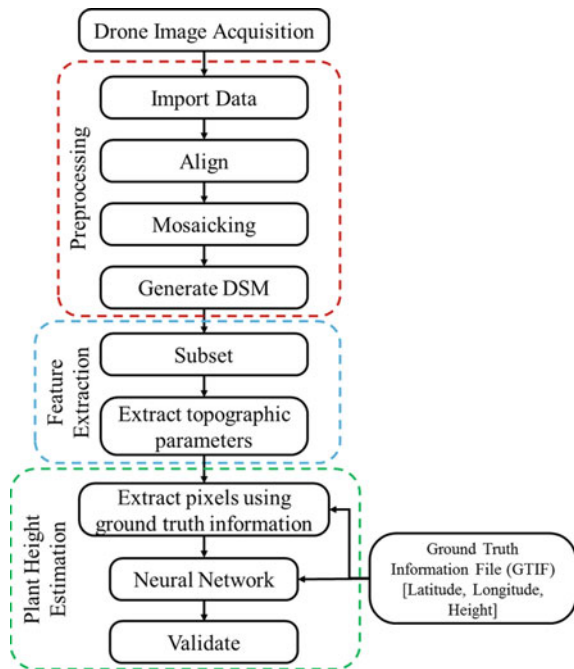 Drone Image Acquisition
Preprocessing
Import Data
Align
Mosaicking
Generate DSM
Feature
Extraction
Subset
Extract topographic
parameters
Plant Height
Estimation
Extract pixels using
ground truth information
Neural Network
Validate
Ground Truth
Information File (GTIF)
[Latitude, Longitude,
Height]